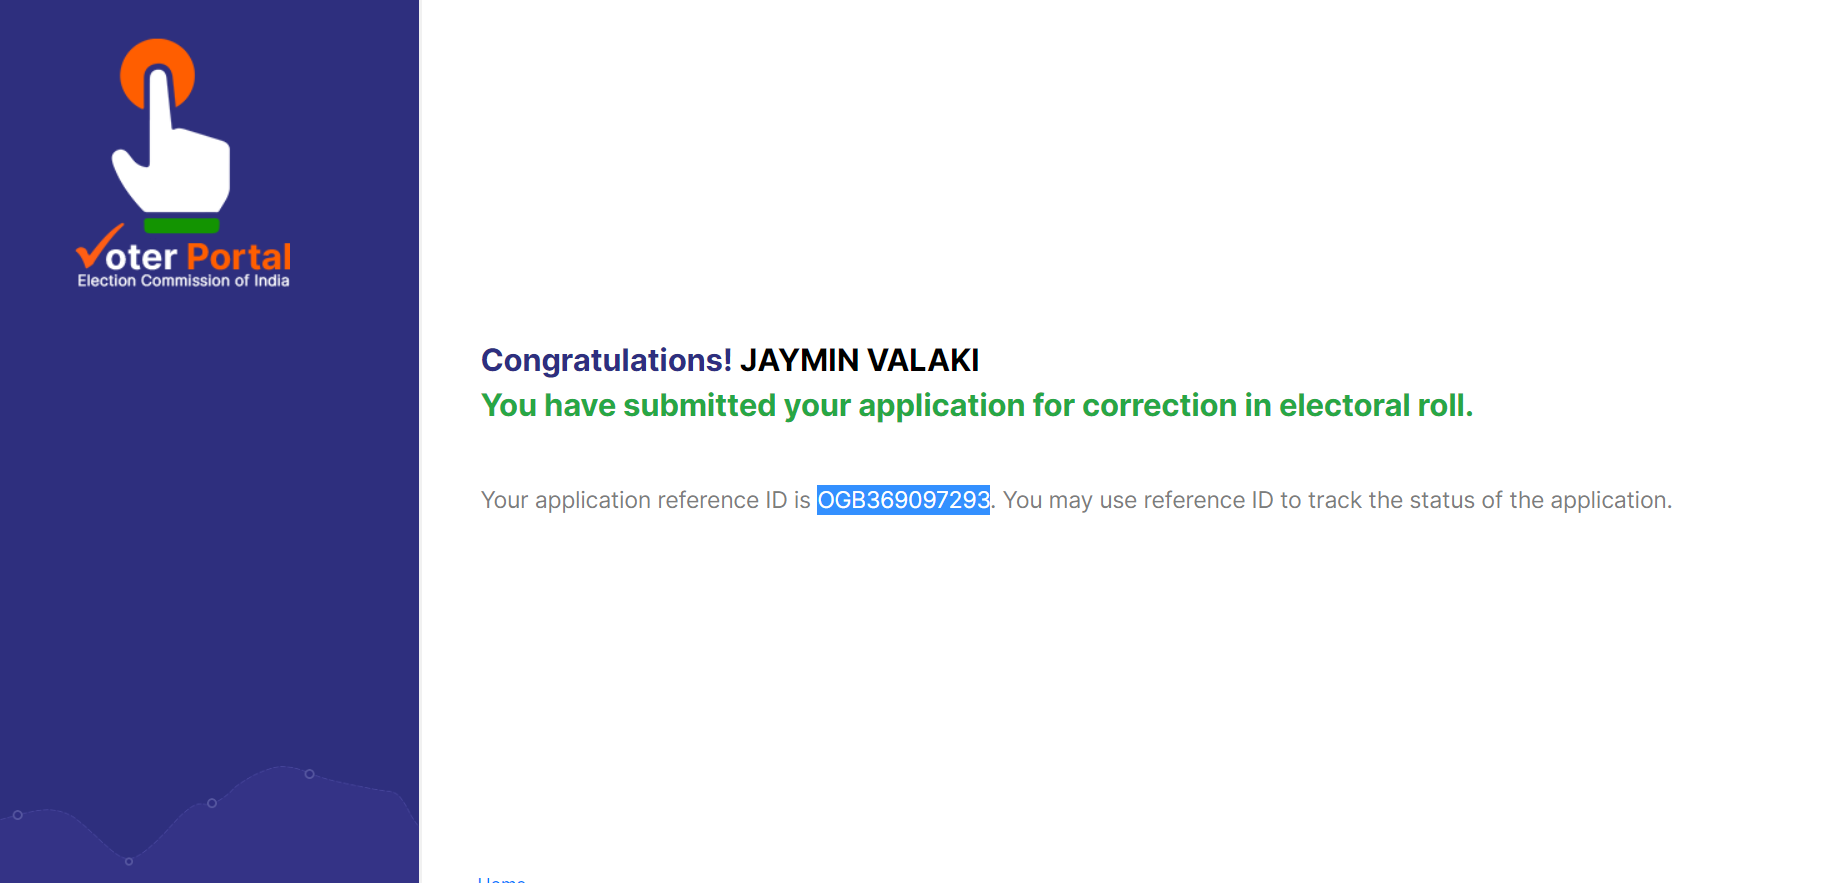 Voter Portal
Election Commission of India
Congratulations! JAYMIN VALAKI
You have submitted your application for correction in electoral roll.
Your application reference ID is OGB369097293. You may use reference ID to track the status of the application.
Home